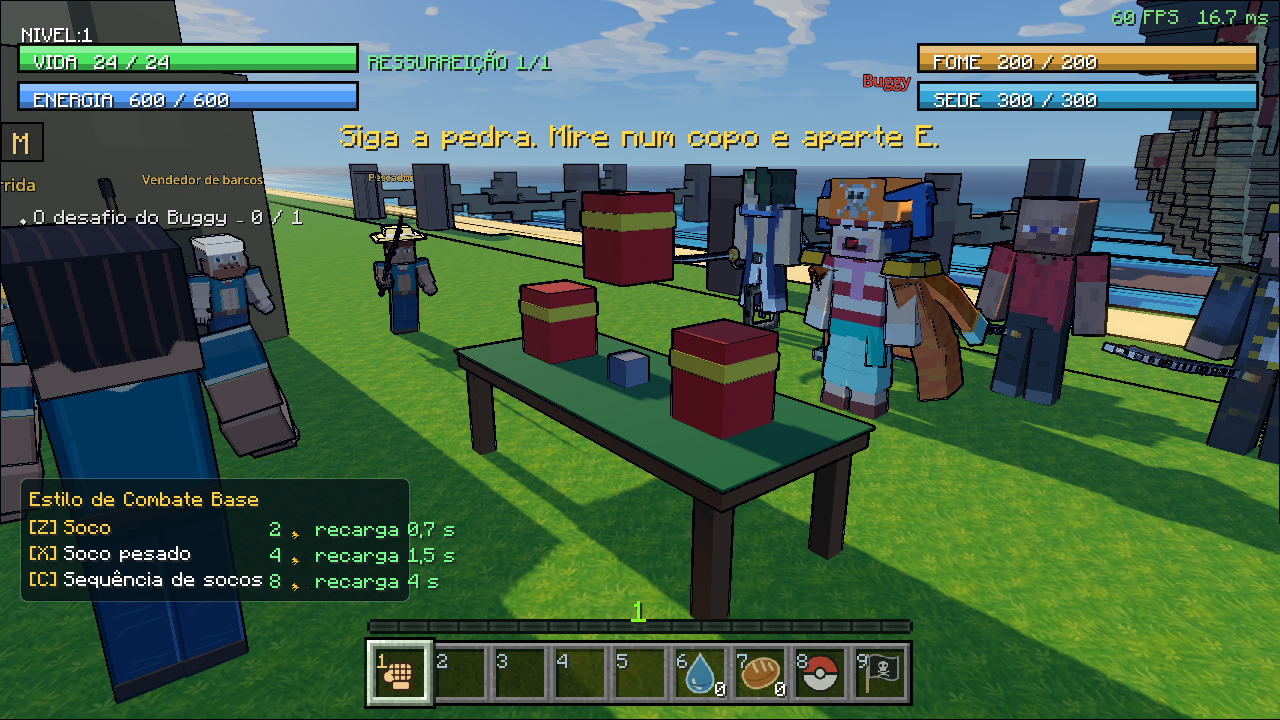 60 FPS 16.7 ms
NIVEL:1
VIDA 24 / 24
RESSURREIÇÃO 1/1
FOME 200 / 200
Buggy
ENERGIA 600 / 600
SEDE 300 / 300
Siga a pedra. Mire num copo e aperte E.
M
rrida
Vendedor de barcos
Pescador
O desafio do Buggy - 0 / 1
Estilo de Combate Base
[Z] Soco 2 recarga 0,7 s
[X] Soco pesado 4 recarga 1,5 s
[C] Sequência de socos 8 recarga 4 s
1
1 2 3 4 5 6 7 8 9
0 0